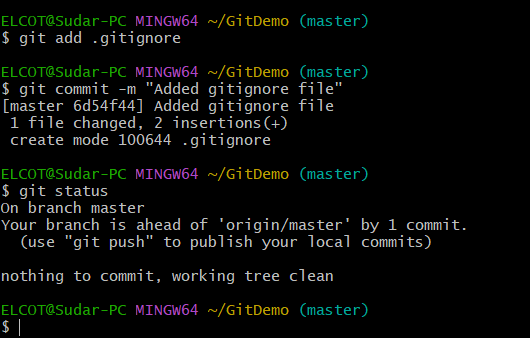 ELCOT@Sudar-PC MINGW64 ~/GitDemo (master)
$ git add .gitignore
ELCOT@Sudar-PC MINGW64 ~/GitDemo (master)
$ git commit -m "Added gitignore file"
[master 6d54f44] Added gitignore file
 1 file changed, 2 insertions(+)
 create mode 100644 .gitignore
ELCOT@Sudar-PC MINGW64 ~/GitDemo (master)
$ git status
On branch master
Your branch is ahead of 'origin/master' by 1 commit.
  (use "git push" to publish your local commits)
nothing to commit, working tree clean
ELCOT@Sudar-PC MINGW64 ~/GitDemo (master)
$